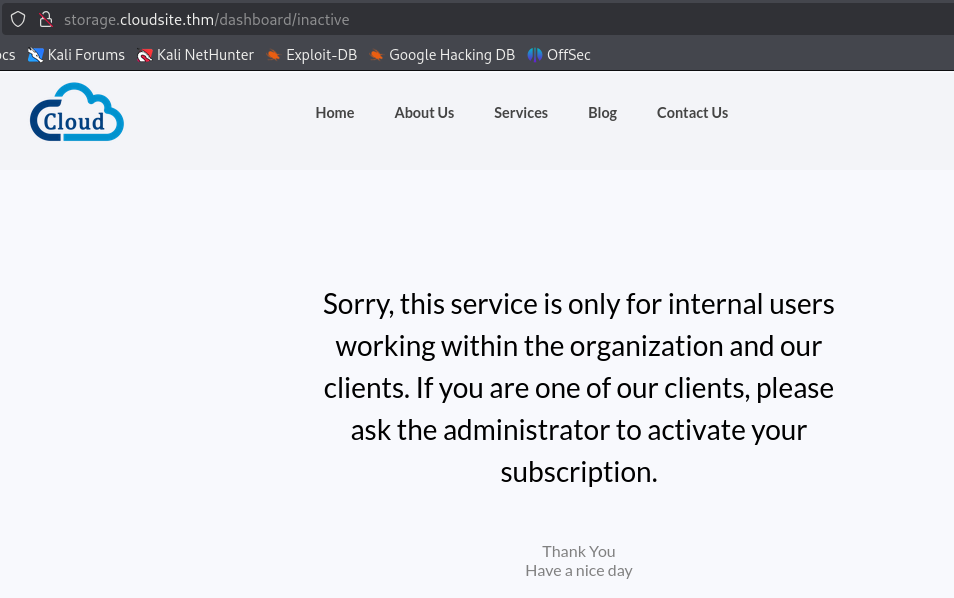 storage.cloudsite.thm/dashboard/inactive
ocs Kali Forums Kali NetHunter Exploit-DB Google Hacking DB OffSec
Cloud Home About Us Services Blog Contact Us
Sorry, this service is only for internal users
working within the organization and our
clients. If you are one of our clients, please
ask the administrator to activate your
subscription.
Thank You
Have a nice day